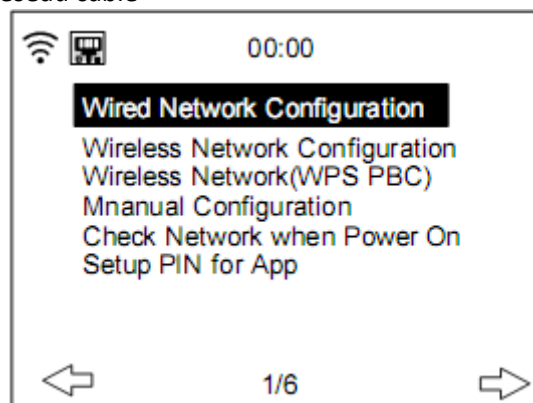 00:00
Wired Network Configuration
Wireless Network Configuration
Wireless Network(WPS PBC)
Mnanual Configuration
Check Network when Power On
Setup PIN for App
1/6